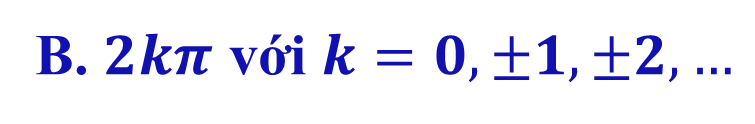 B. 2kπ với k = 0, ±1, ±2, ...